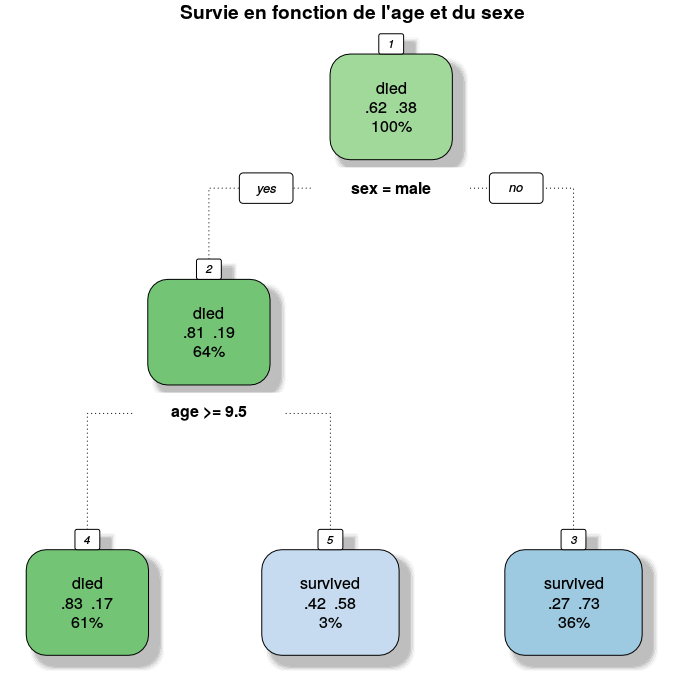 Survie en fonction de l'age et du sexe
1
died
.62 .38
100%
yes
sex = male
no
2
died
.81 .19
64%
age >= 9.5
4
died
.83 .17
61%
5
survived
.42 .58
3%
3
survived
.27 .73
36%